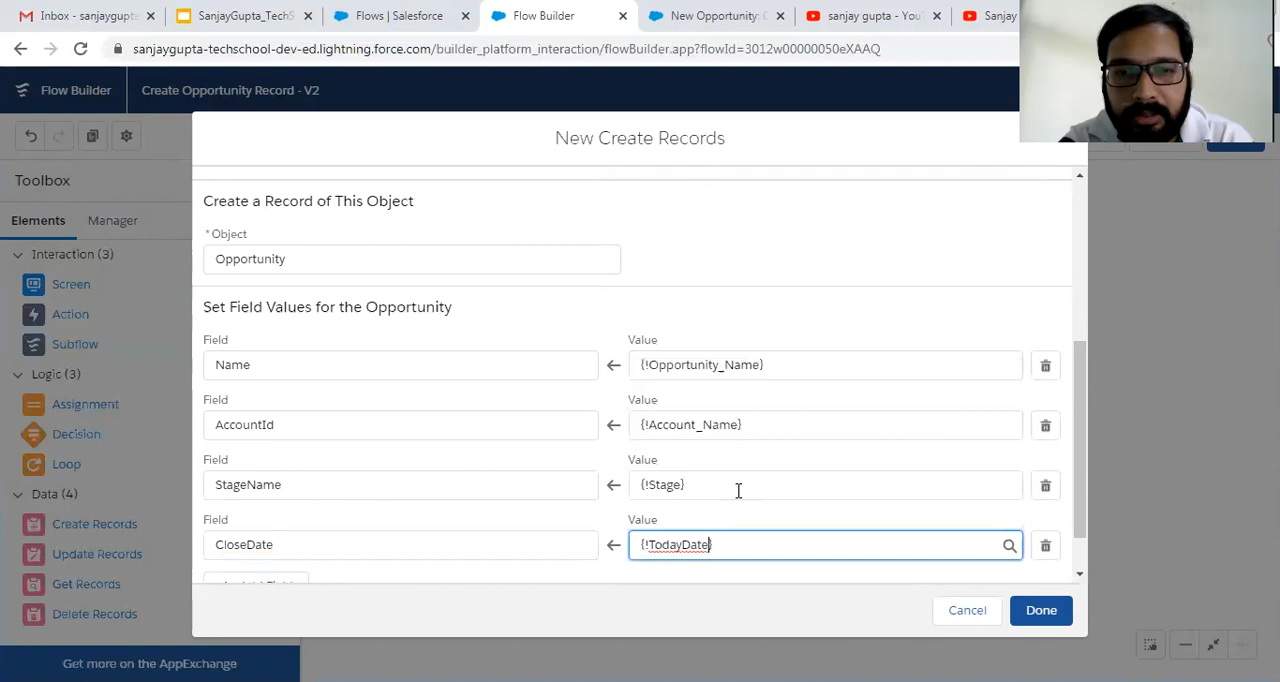 Inbox - sanjaygupta.techs
SanjayGupta_TechS
Flows | Salesforce
Flow Builder
New Opportunity: C
sanjay gupta - YouT
Sanjay
sanjaygupta-techschool-dev-ed.lightning.force.com/builder_platform_interaction/flowBuilder.app?flowId=3012w00000050eXAAQ
Flow Builder
Create Opportunity Record - V2
New Create Records
Toolbox
Elements
Manager
Interaction (3)
Screen
Action
Subflow
Logic (3)
Assignment
Decision
Loop
Data (4)
Create Records
Update Records
Get Records
Delete Records
Get more on the AppExchange
Create a Record of This Object
* Object
Opportunity
Set Field Values for the Opportunity
Field
Value
Name
{!Opportunity_Name}
Field
Value
AccountId
{!Account_Name}
Field
Value
StageName
{!Stage}
Field
Value
CloseDate
{!TodayDate}
Cancel
Done